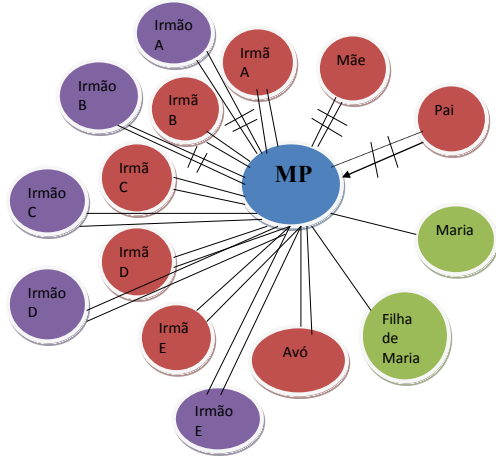 Irmão
A
Irmã
A
Mãe
Irmão
B
Irmã
B
Pai
MP
Irmã
C
Irmão
C
Maria
Irmã
D
Irmão
D
Filha
de
Maria
Irmã
E
Avó
Irmão
E